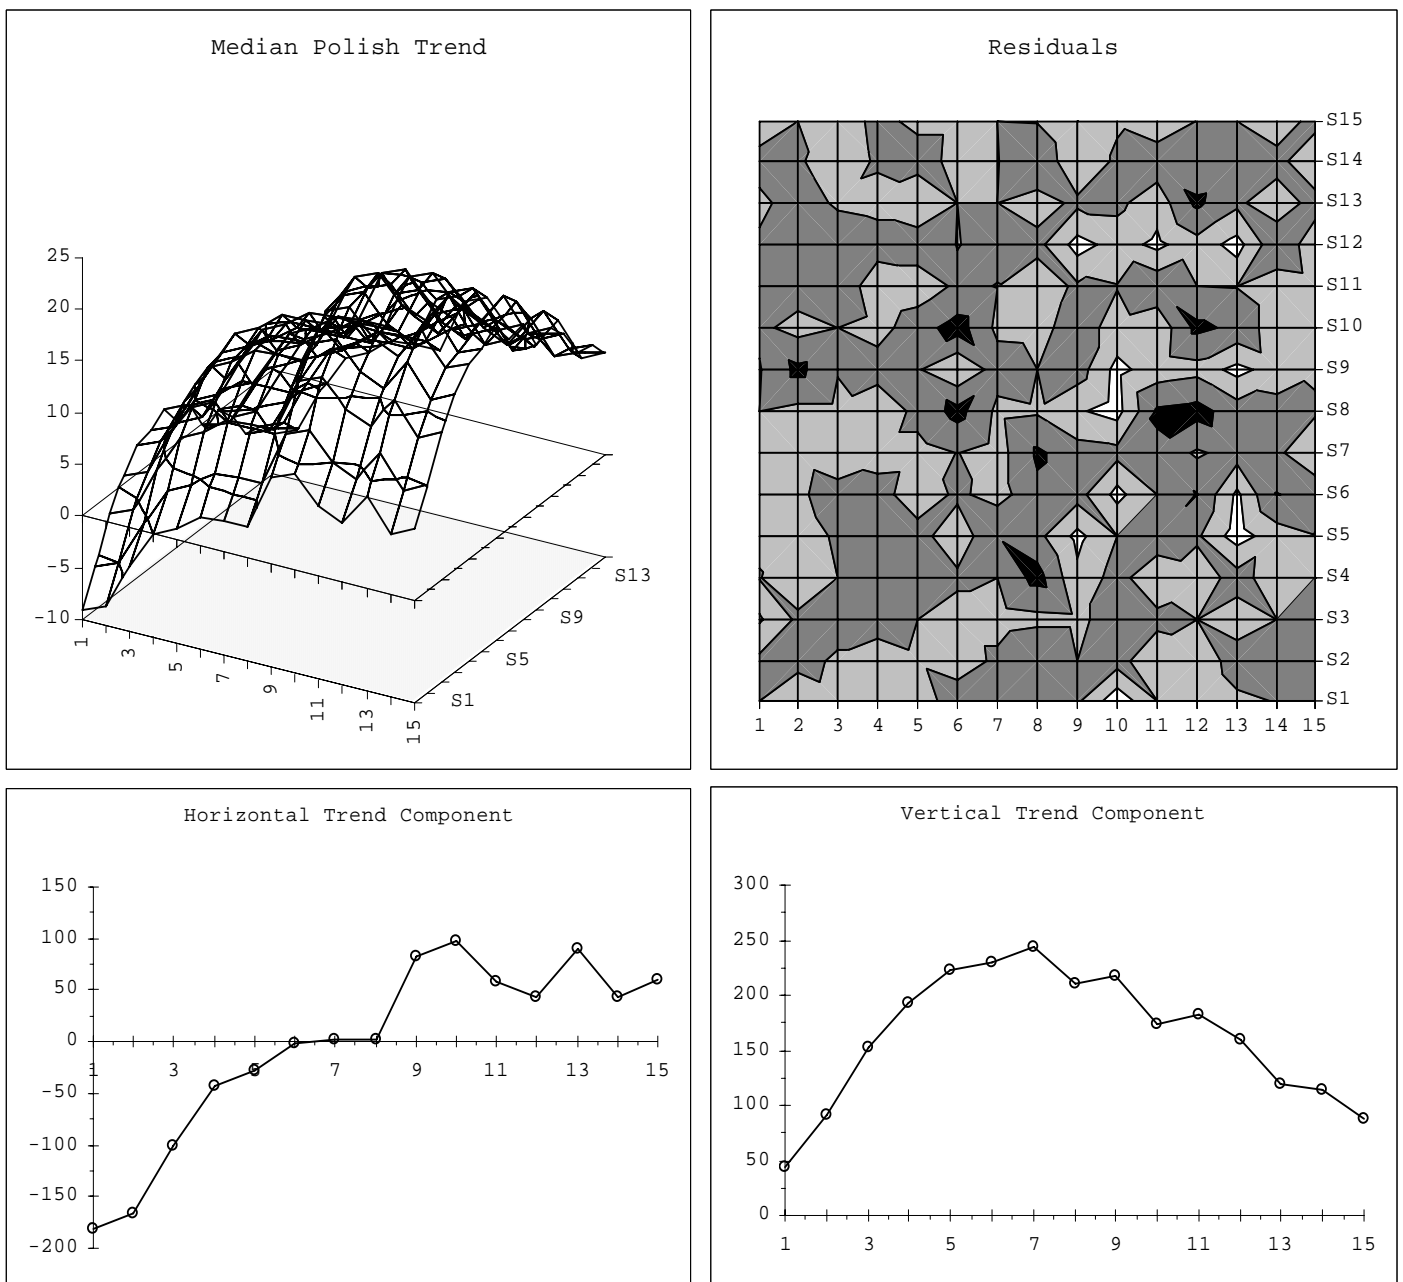 Median Polish Trend
25
20
15
10
5
0
-5
-10
1
3
5
7
9
11
13
15
S1
S5
S9
S13
Residuals
S15
S14
S13
S12
S11
S10
S9
S8
S7
S6
S5
S4
S3
S2
S1
1 2 3 4 5 6 7 8 9 10 11 12 13 14 15
Horizontal Trend Component
150
100
50
0
1 3 5 7 9 11 13 15
-50
-100
-150
-200
Vertical Trend Component
300
250
200
150
100
50
0
1 3 5 7 9 11 13 15